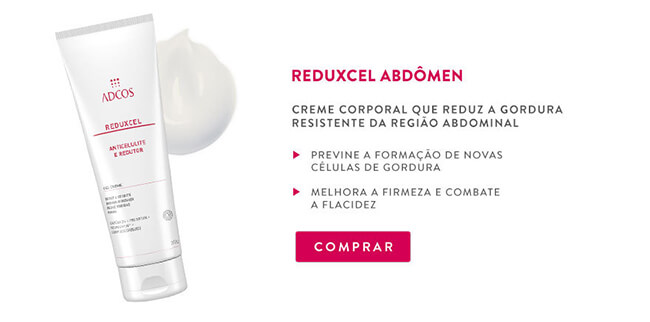 ADCOS
REDUXCEL
ANTICELULITE
E REDUTOR
REDUXCEL ABDÔMEN
CREME CORPORAL QUE REDUZ A GORDURA
RESISTENTE DA REGIÃO ABDOMINAL
PREVINE A FORMAÇÃO DE NOVAS
CÉLULAS DE GORDURA
MELHORA A FIRMEZA E COMBATE
A FLACIDEZ
COMPRAR